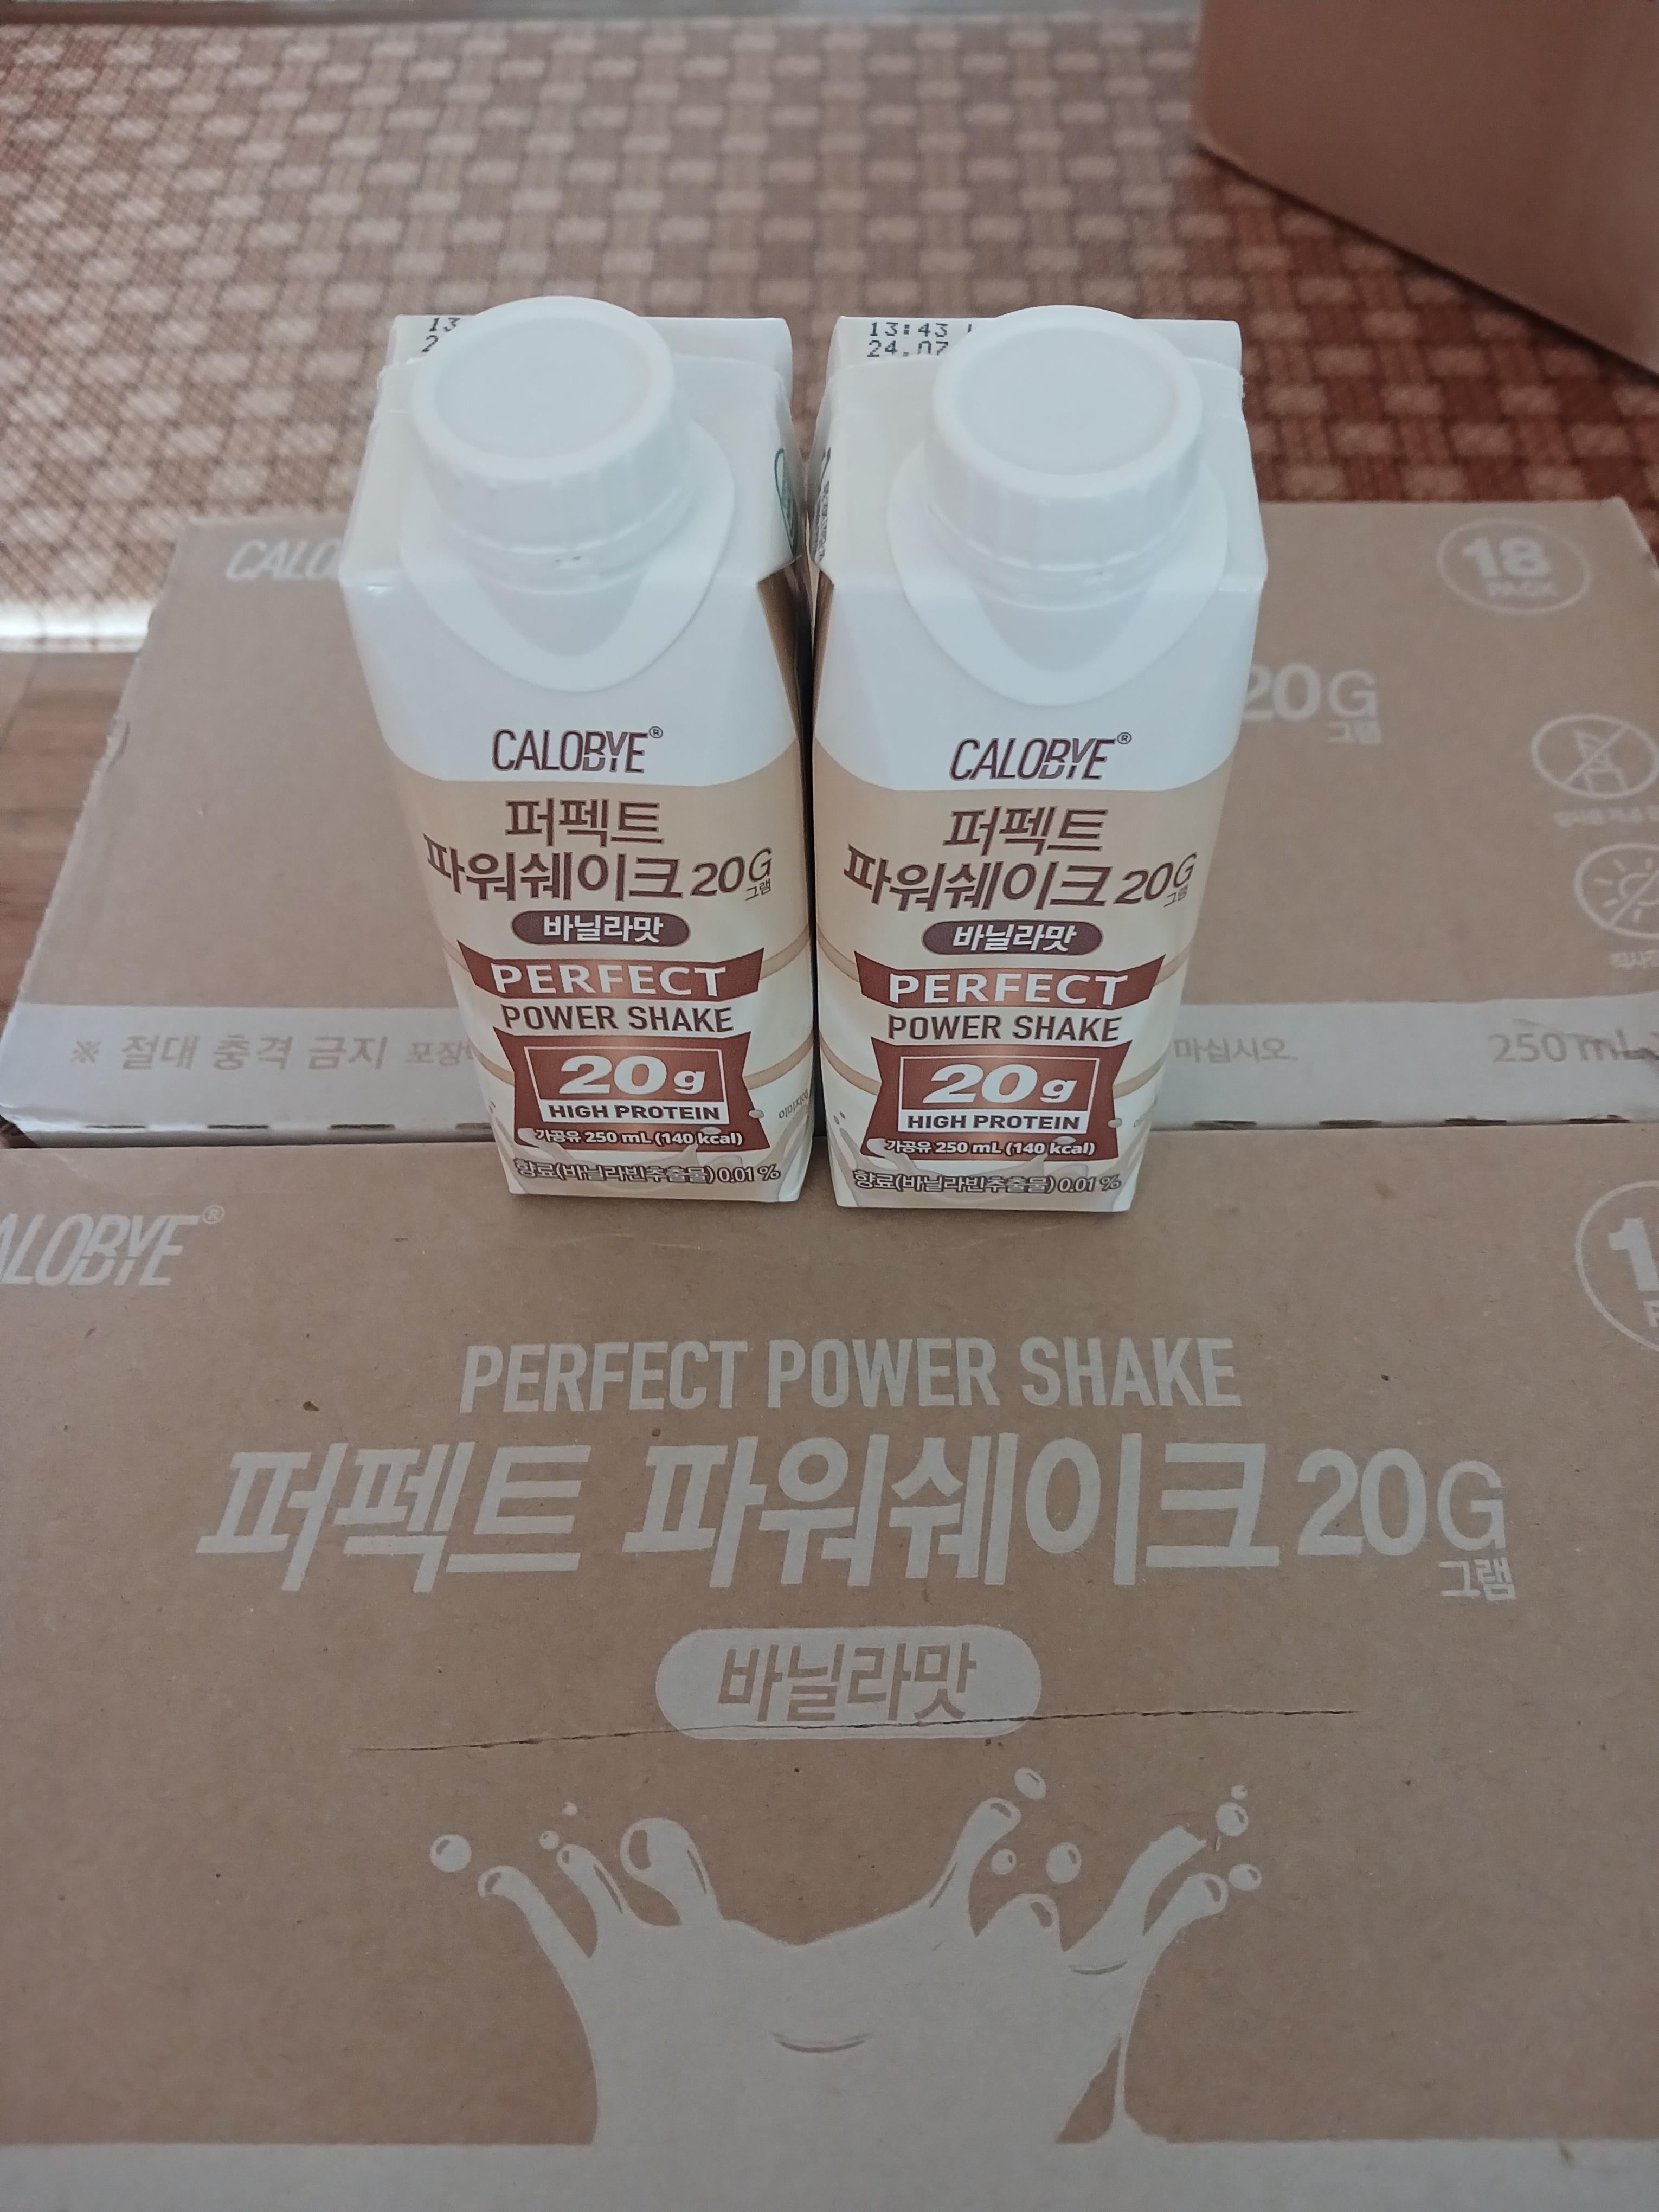 13:43
24.07
CALOBYE®
퍼펙트
파워쉐이크 20G
그램
바닐라맛
PERFECT
POWER SHAKE
20g
HIGH PROTEIN
가공유 250 mL (140 kcal)
향료(바닐라빈추출물) 0.01 %
CALOBYE®
퍼펙트
파워쉐이크 20G
그램
바닐라맛
PERFECT
POWER SHAKE
20g
HIGH PROTEIN
가공유 250 mL (140 kcal)
향료(바닐라빈추출물) 0.01 %
18
PACK
20G
그램
※ 절대 충격 금지
마십시오.
250 mL
CALOBYE®
PERFECT POWER SHAKE
퍼펙트 파워쉐이크 20G
그램
바닐라맛